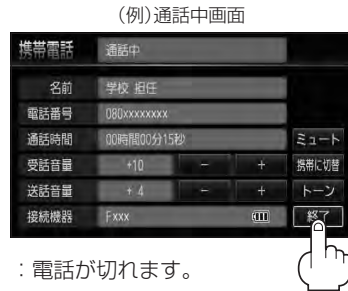 (例)通話中画面
携帯電話 通話中
名前 学校 担任
電話番号 080xxxxxxxx
通話時間 00時間00分15秒 ミュート
受話音量 +10 − + 携帯に切替
送話音量 + 4 − + トーン
接続機器 Fxxx 終了
：電話が切れます。